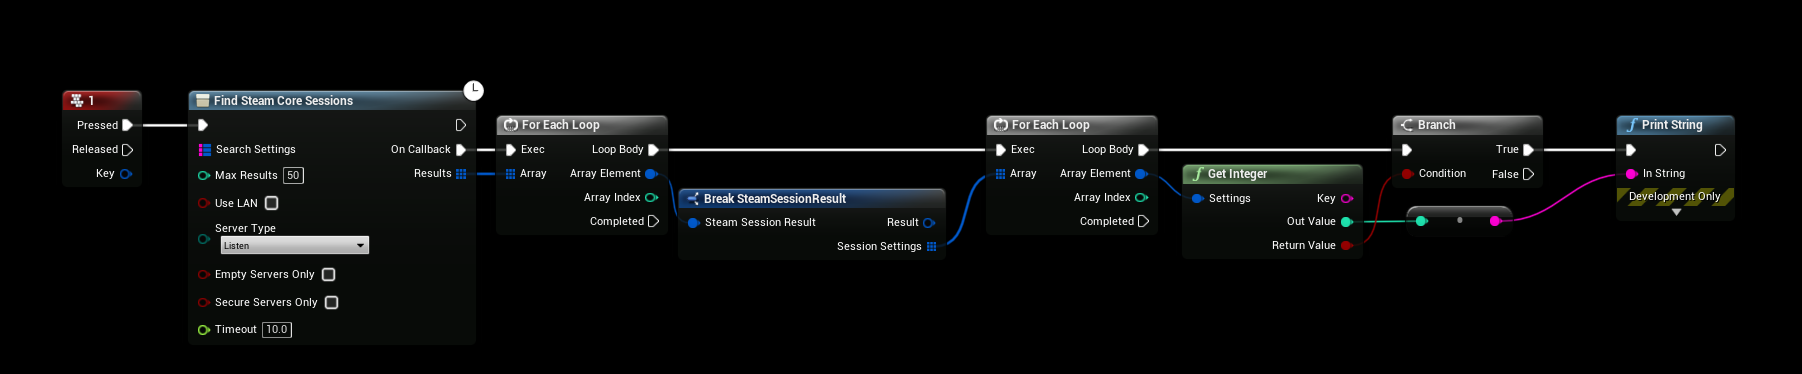 1
Pressed
Released
Key
Find Steam Core Sessions
Search Settings
On Callback
Max Results 50
Results
Use LAN
Server Type
Listen
Empty Servers Only
Secure Servers Only
Timeout 10.0
For Each Loop
Exec
Loop Body
Array
Array Element
Array Index
Completed
Break SteamSessionResult
Steam Session Result
Result
Session Settings
For Each Loop
Exec
Loop Body
Array
Array Element
Array Index
Completed
f Get Integer
Settings
Key
Out Value
Return Value
Branch
True
Condition
False
f Print String
In String
Development Only